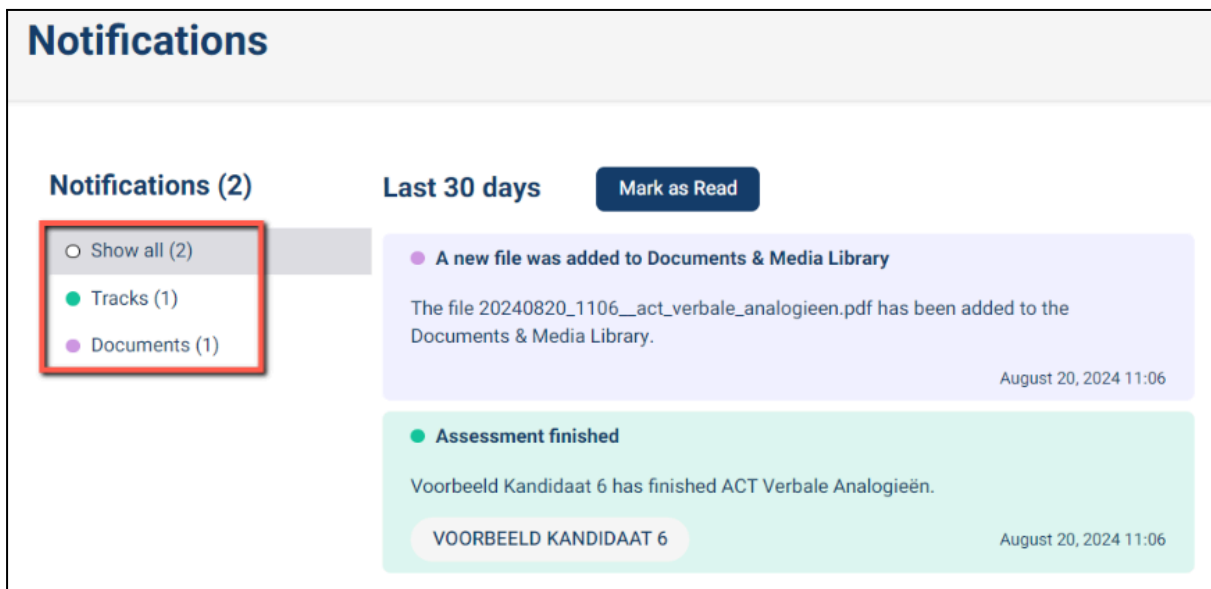 Notifications
Notifications (2)
Show all (2)
Tracks (1)
Documents (1)
Last 30 days
Mark as Read
A new file was added to Documents & Media Library
The file 20240820_1106__act_verbale_analogieen.pdf has been added to the
Documents & Media Library.
August 20, 2024 11:06
Assessment finished
Voorbeeld Kandidaat 6 has finished ACT Verbale Analogieën.
VOORBEELD KANDIDAAT 6
August 20, 2024 11:06